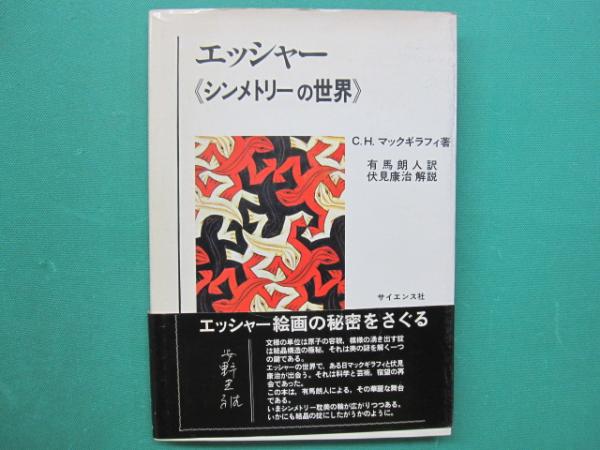 エッシャー
《シンメトリーの世界》
C.H. マックギラフィ著
有馬朗人訳
伏見康治解説
サイエンス社
エッシャー絵画の秘密をさぐる
文様の単位は原子の容貌、模様の湧き出す掟
は結晶構造の極秘。それは美の謎を解く一つ
の鍵である。
エッシャーの世界で、ある日マックギラフィと伏見
康治が出会う。それは科学と芸術、宿望の再
会であった。
この本は、有馬朗人による、その華麗な舞台
である。
いまシンメトリー耽美の輪が広がりつつある。
いかにも結晶の掟にしたがうかのように。